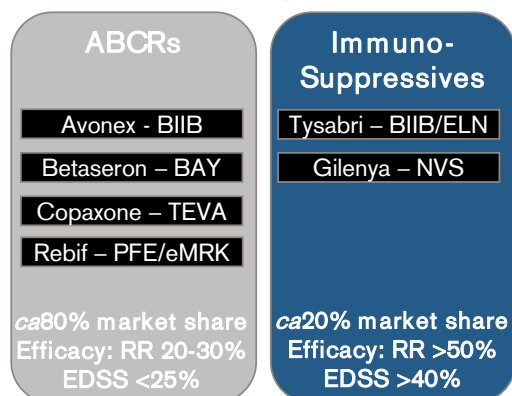 ABCRs
Avonex - BIIB
Betaseron – BAY
Copaxone – TEVA
Rebif – PFE/eMRK
ca80% market share
Efficacy: RR 20-30%
EDSS <25%
Immuno-
Suppressives
Tysabri – BIIB/ELN
Gilenya – NVS
ca20% market share
Efficacy: RR >50%
EDSS >40%